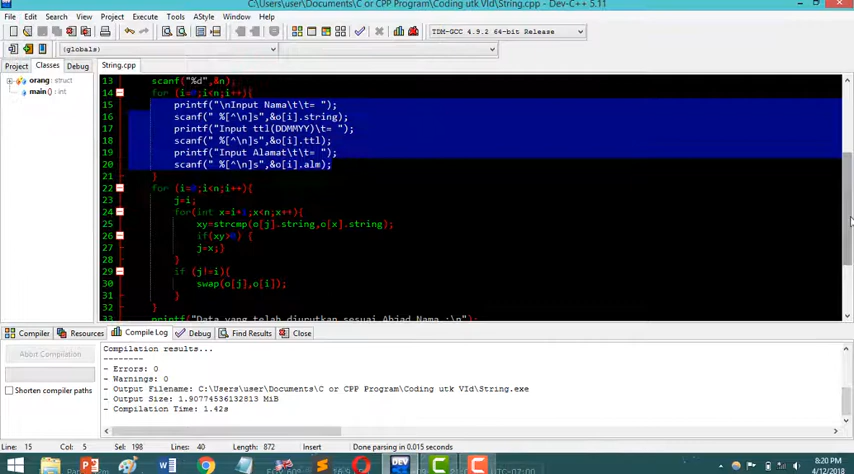 C:\Users\user\Documents\C or CPP Program\Coding utk VId\String.cpp - Dev-C++ 5.11
File Edit Search View Project Execute Tools AStyle Window Help
TDM-GCC 4.9.2 64-bit Release
(globals)
Project Classes Debug
String.cpp
orang : struct
main() : int
13 scanf("%d",&n);
14 for (i=0;i<n;i++){
15 printf("\nInput Nama\t\t= ");
16 scanf(" %[^\n]s",&o[i].string);
17 printf("Input ttl(DDMMYY)\t= ");
18 scanf(" %[^\n]s",&o[i].ttl);
19 printf("Input Alamat\t\t= ");
20 scanf(" %[^\n]s",&o[i].alm);
21 }
22 for (i=0;i<n;i++){
23 j=i;
24 for(int x=i+1;x<n;x++){
25 xy=strcmp(o[j].string,o[x].string);
26 if(xy>0) {
27 j=x;}
28 }
29 if (j!=i){
30 swap(o[j],o[i]);
31 }
32 }
33 printf("Data yang telah diurutkan sesuai Abjad Nama :\n");
Compiler Resources Compile Log Debug Find Results Close
Abort Compilation
Shorten compiler paths
Compilation results...
--------
- Errors: 0
- Warnings: 0
- Output Filename: C:\Users\user\Documents\C or CPP Program\Coding utk VId\String.exe
- Output Size: 1.90774536132813 MiB
- Compilation Time: 1.42s
Line: 15 Col: 5 Sel: 198 Lines: 40 Length: 872 Insert Done parsing in 0.015 seconds
8:20 PM
4/12/2018